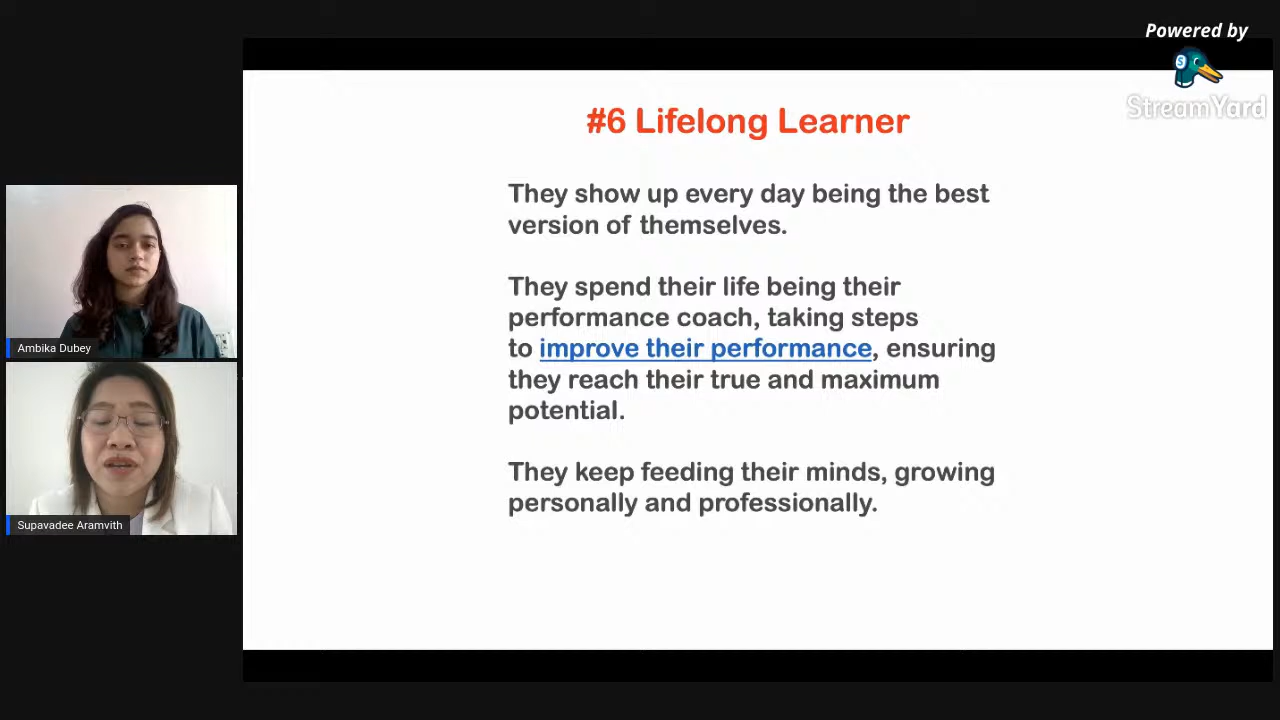 Powered by
StreamYard
#6 Lifelong Learner
They show up every day being the best
version of themselves.
They spend their life being their
performance coach, taking steps
to improve their performance, ensuring
they reach their true and maximum
potential.
They keep feeding their minds, growing
personally and professionally.
Ambika Dubey
Supavadee Aramvith